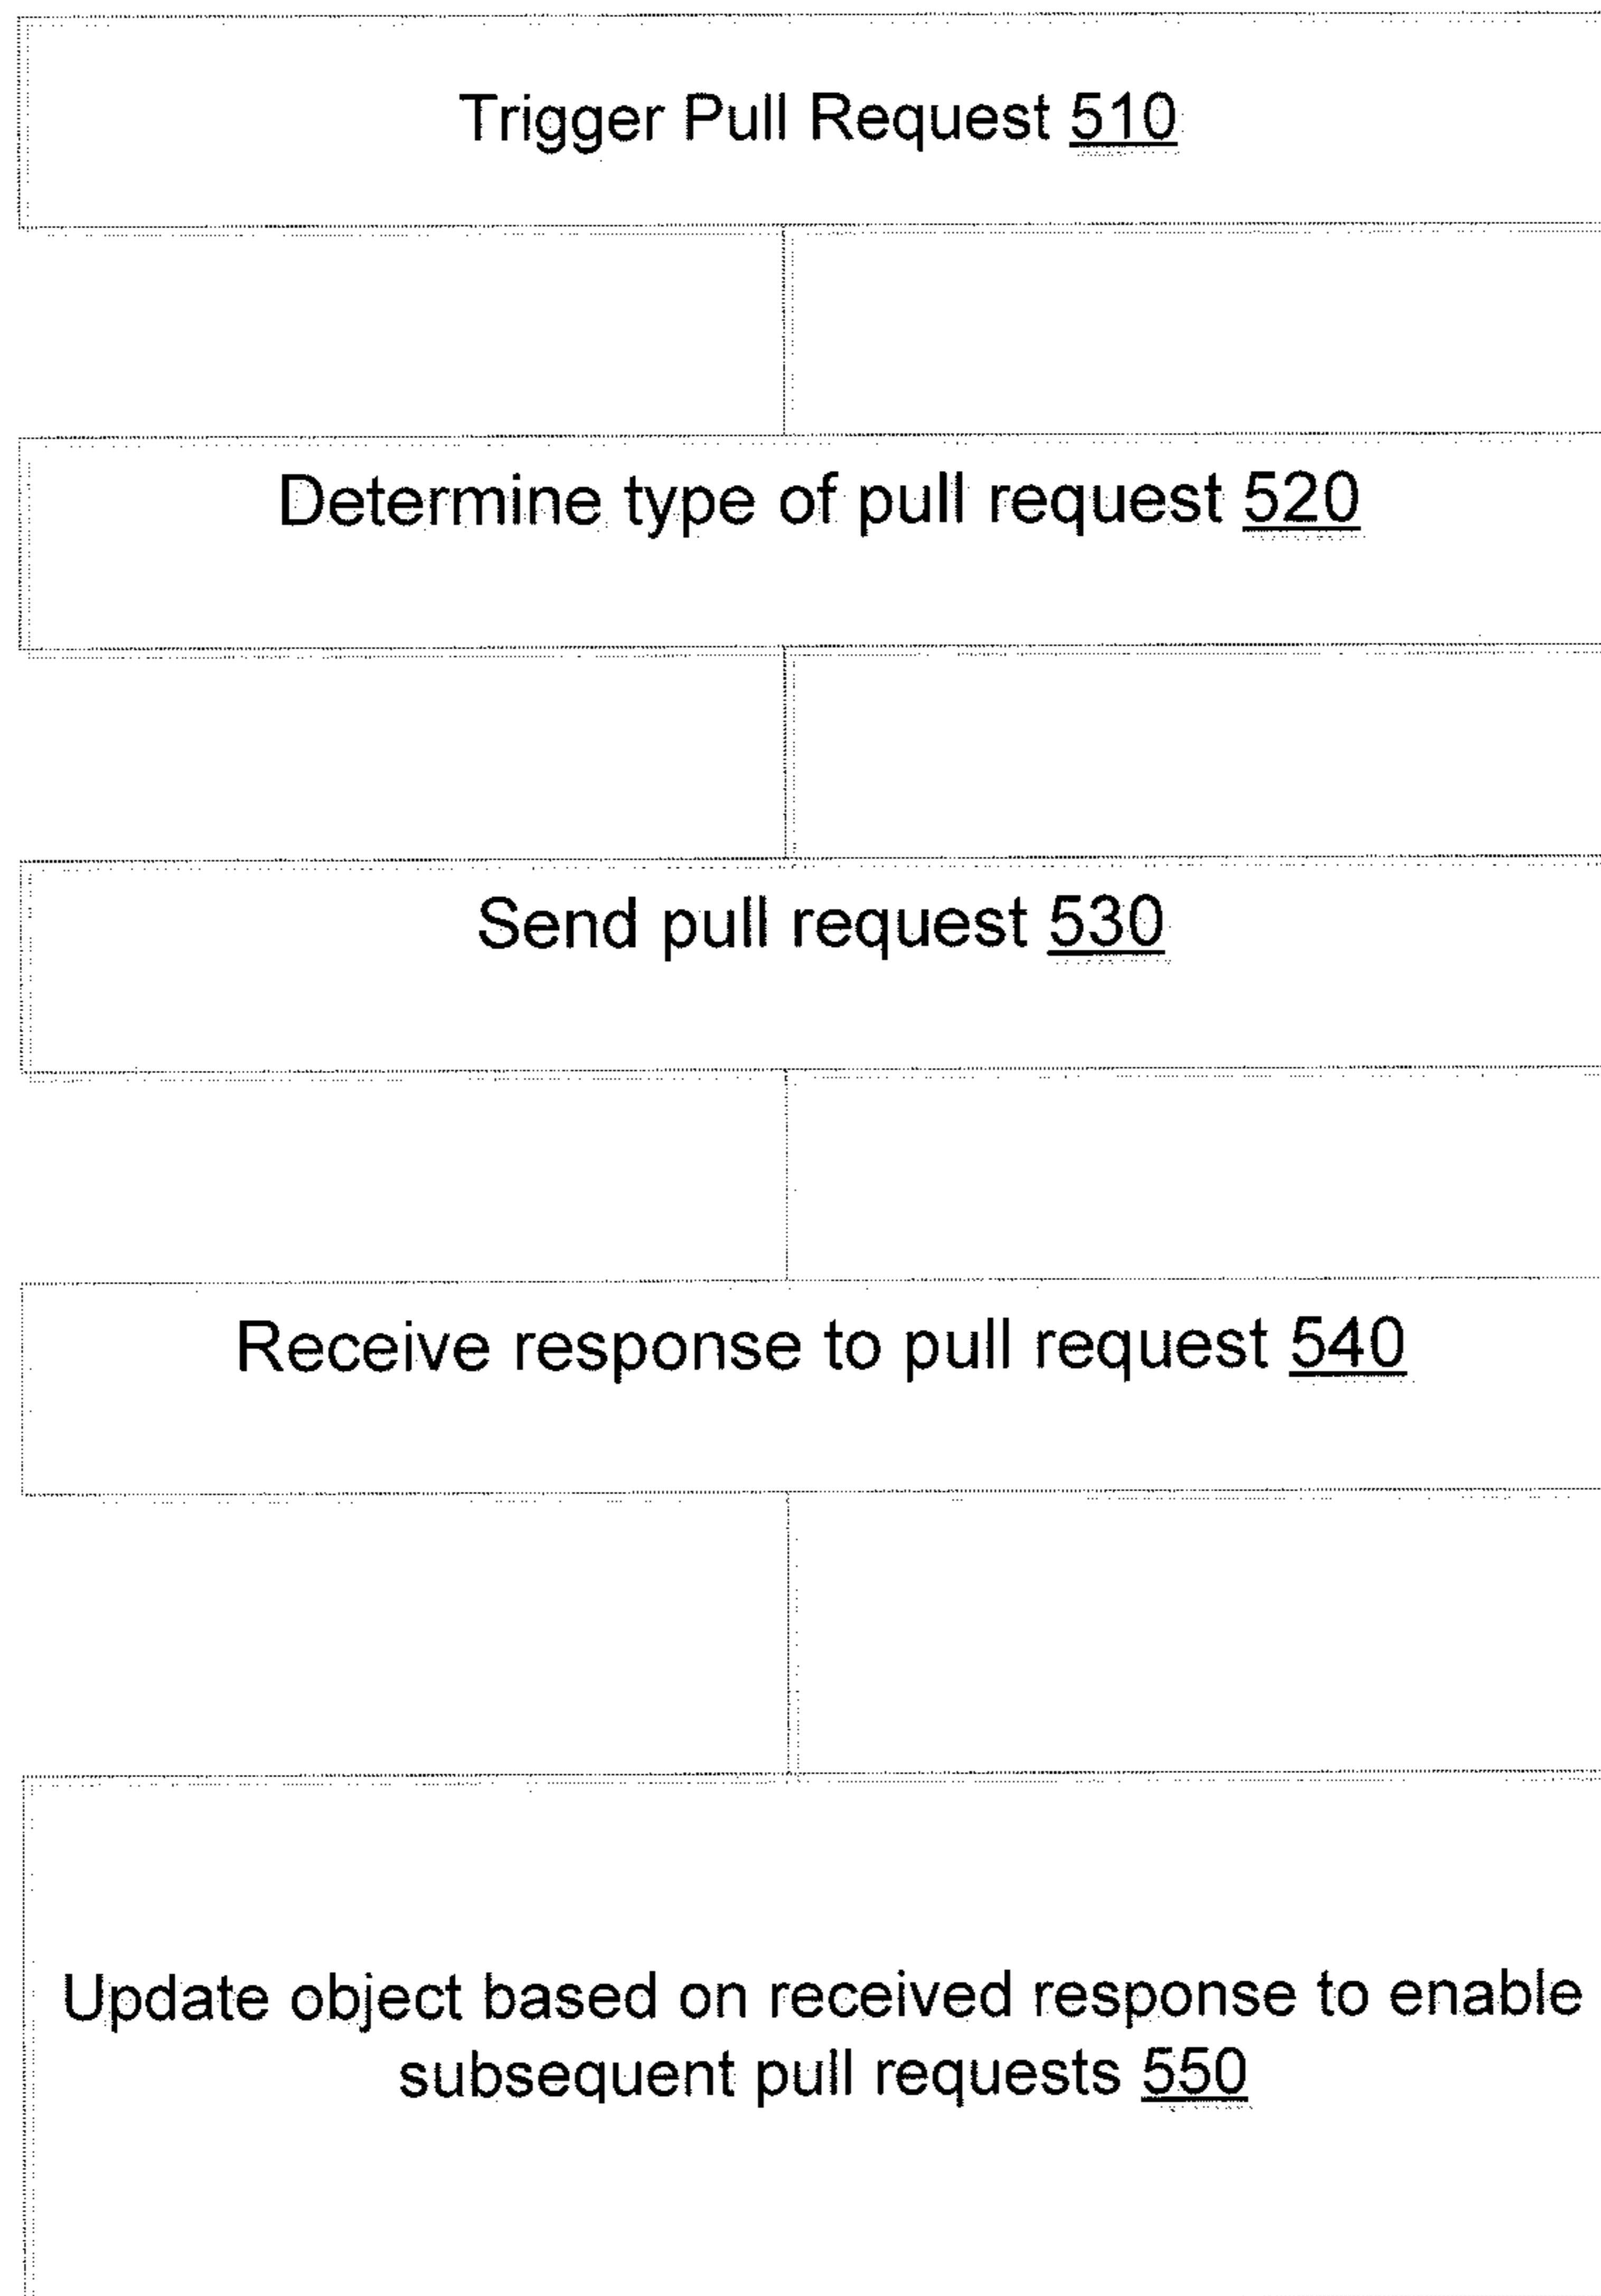 Trigger Pull Request 510
Determine type of pull request 520
Send pull request 530
Receive response to pull request 540
Update object based on received response to enable
subsequent pull requests 550